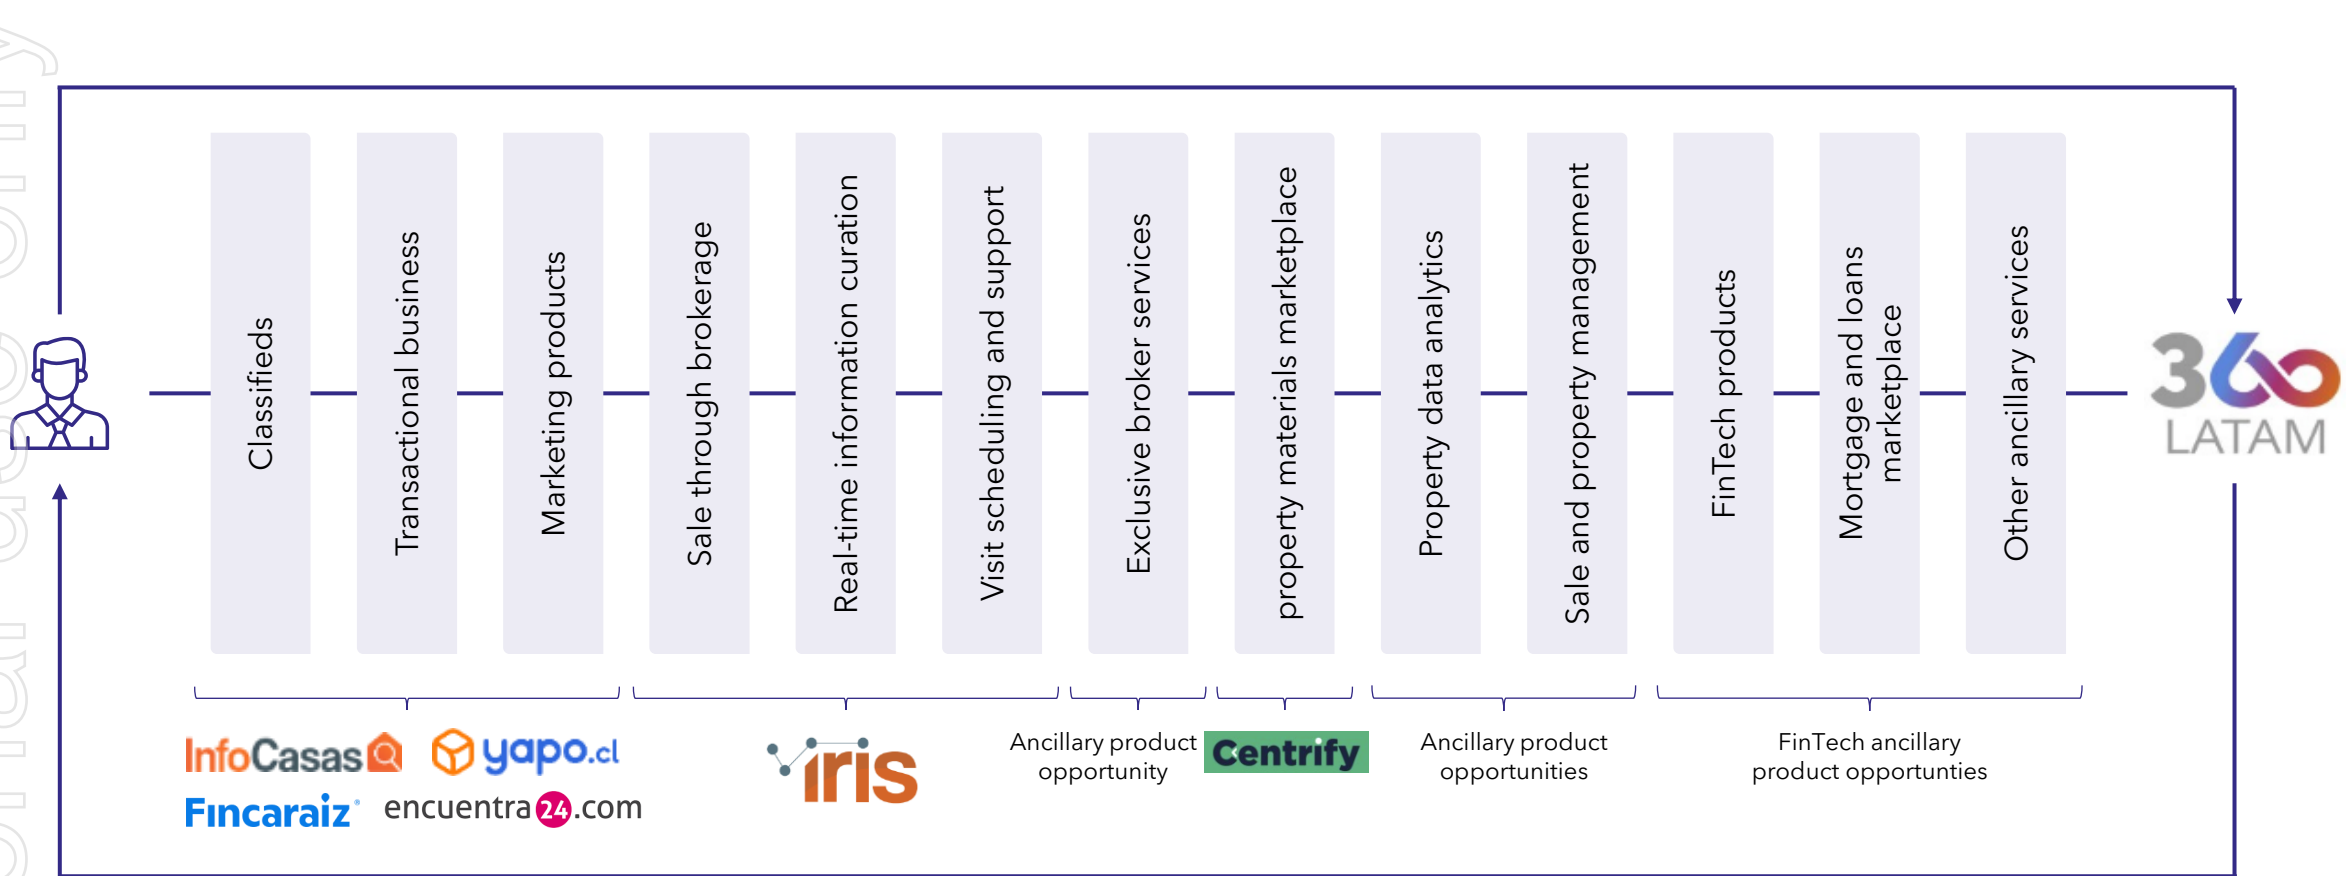 Classifieds
Transactional business
Marketing products
Sale through brokerage
Real-time information curation
Visit scheduling and support
Exclusive broker services
property materials marketplace
Property data analytics
Sale and property management
FinTech products
Mortgage and loans
marketplace
Other ancillary services
360
LATAM
InfoCasas
yapo.cl
Fincaraiz
encuentra24.com
iris
Ancillary product
opportunity
Centrify
Ancillary product
opportunities
FinTech ancillary
product opportunties